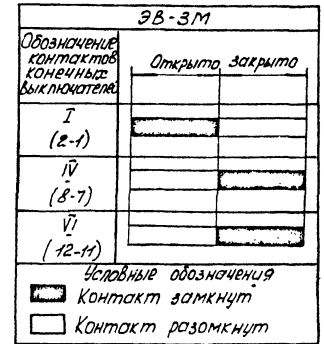 ЭВ-3М
Обозначение
контактов
конечных
выключателей
Открыто закрыто
I
(2-1)
IV
(8-7)
VI
(12-11)
Условные обозначения
Контакт замкнут
Контакт разомкнут